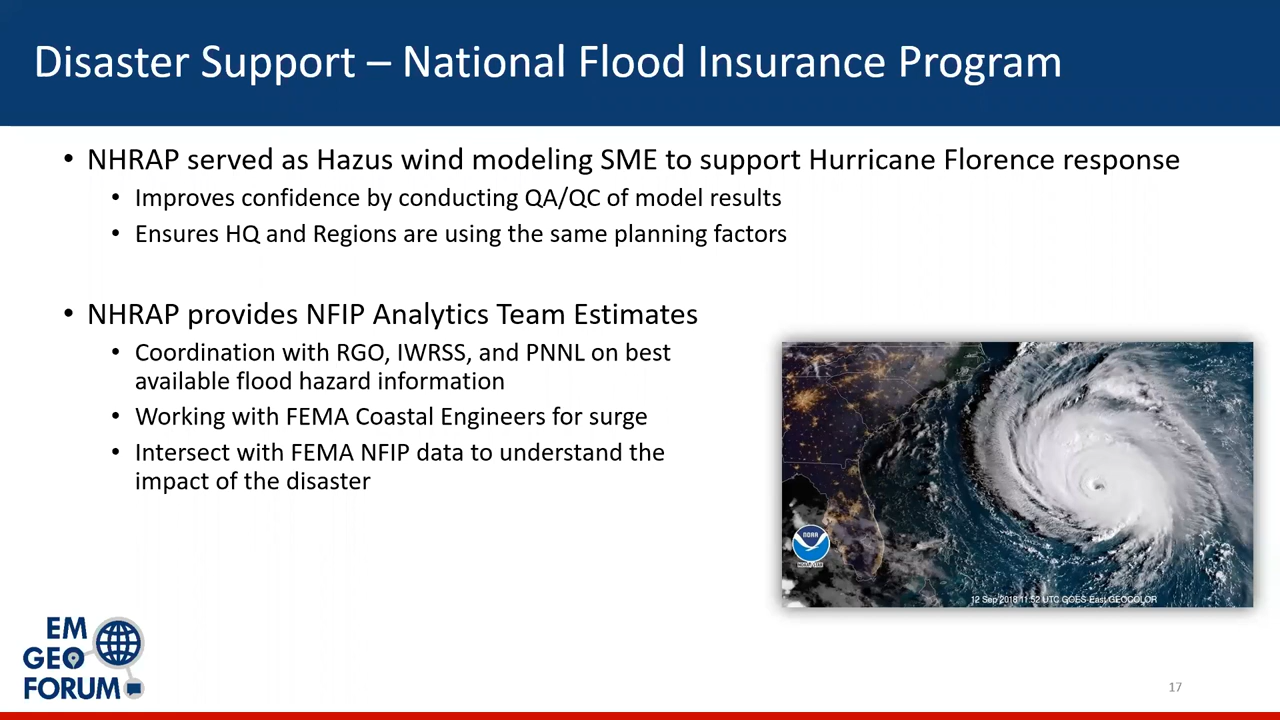 Disaster Support – National Flood Insurance Program
• NHRAP served as Hazus wind modeling SME to support Hurricane Florence response
• Improves confidence by conducting QA/QC of model results
• Ensures HQ and Regions are using the same planning factors
• NHRAP provides NFIP Analytics Team Estimates
• Coordination with RGO, IWRSS, and PNNL on best
available flood hazard information
• Working with FEMA Coastal Engineers for surge
• Intersect with FEMA NFIP data to understand the
impact of the disaster
NOAA
12 Sep 2018 11:52 UTC GOES-East GEOCOLOR
EM
GEO
FORUM
17